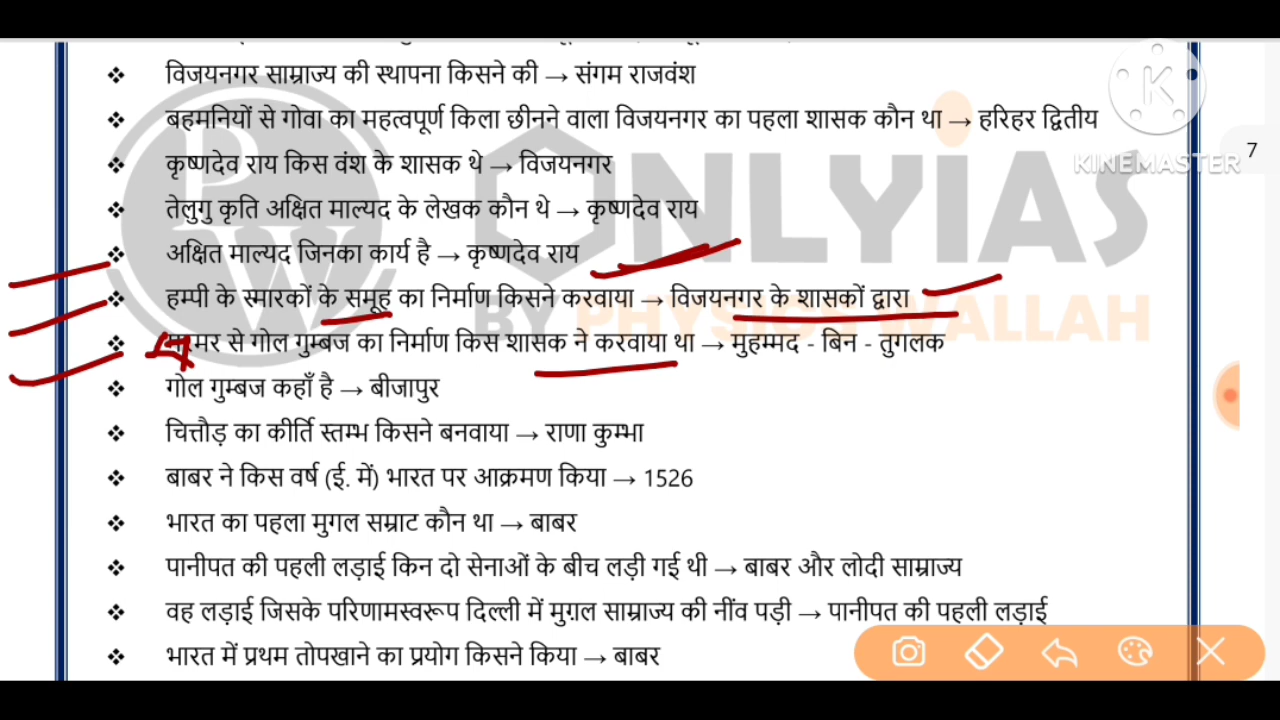 ❖ विजयनगर साम्राज्य की स्थापना किसने की → संगम राजवंश
❖ बहमनियों से गोवा का महत्वपूर्ण किला छीनने वाला विजयनगर का पहला शासक कौन था → हरिहर द्वितीय
K
KINEMASTER
7
❖ कृष्णदेव राय किस वंश के शासक थे → विजयनगर
❖ तेलुगु कृति अक्षित माल्यद के लेखक कौन थे → कृष्णदेव राय
❖ अक्षित माल्यद जिनका कार्य है → कृष्णदेव राय
❖ हम्पी के स्मारकों के समूह का निर्माण किसने करवाया → विजयनगर के शासकों द्वारा
❖ से गोल गुम्बज का निर्माण किस शासक ने करवाया था → मुहम्मद - बिन - तुगलक
❖ गोल गुम्बज कहाँ है → बीजापुर
❖ चित्तौड़ का कीर्ति स्तम्भ किसने बनवाया → राणा कुम्भा
❖ बाबर ने किस वर्ष (ई. में) भारत पर आक्रमण किया → 1526
❖ भारत का पहला मुगल सम्राट कौन था → बाबर
❖ पानीपत की पहली लड़ाई किन दो सेनाओं के बीच लड़ी गई थी → बाबर और लोदी साम्राज्य
❖ वह लड़ाई जिसके परिणामस्वरूप दिल्ली में मुग़ल साम्राज्य की नींव पड़ी → पानीपत की पहली लड़ाई
❖ भारत में प्रथम तोपखाने का प्रयोग किसने किया → बाबर
PW ONLYIAS
BY PHYSICS WALLAH